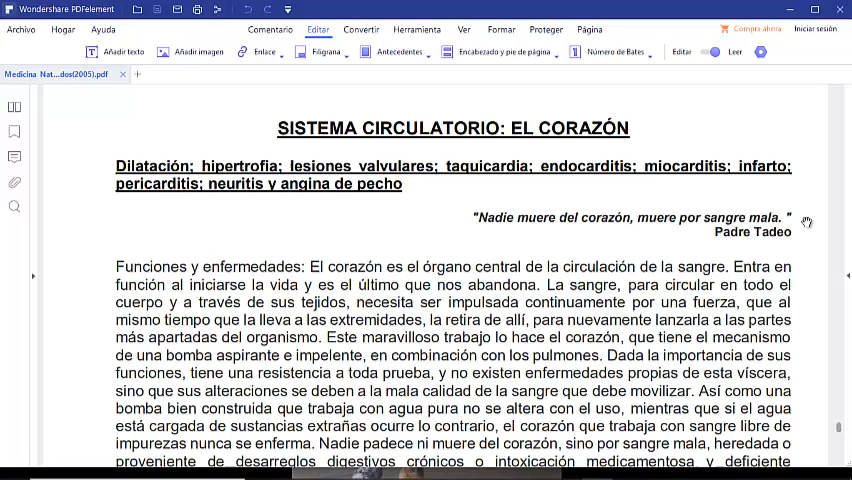 Wondershare PDFelement
Archivo Hogar Ayuda Comentario Editar Convertir Herramienta Ver Formar Proteger Página Compra ahora Iniciar sesión
Añadir texto Añadir imagen Enlace Filigrana Antecedentes Encabezado y pie de página Número de Bates Editar Leer
Medicina Nat...dos(2005).pdf
SISTEMA CIRCULATORIO: EL CORAZÓN
Dilatación; hipertrofia; lesiones valvulares; taquicardia; endocarditis; miocarditis; infarto;
pericarditis; neuritis y angina de pecho
"Nadie muere del corazón, muere por sangre mala. "
Padre Tadeo
Funciones y enfermedades: El corazón es el órgano central de la circulación de la sangre. Entra en
función al iniciarse la vida y es el último que nos abandona. La sangre, para circular en todo el
cuerpo y a través de sus tejidos, necesita ser impulsada continuamente por una fuerza, que al
mismo tiempo que la lleva a las extremidades, la retira de allí, para nuevamente lanzarla a las partes
más apartadas del organismo. Este maravilloso trabajo lo hace el corazón, que tiene el mecanismo
de una bomba aspirante e impelente, en combinación con los pulmones. Dada la importancia de sus
funciones, tiene una resistencia a toda prueba, y no existen enfermedades propias de esta víscera,
sino que sus alteraciones se deben a la mala calidad de la sangre que debe movilizar. Así como una
bomba bien construida que trabaja con agua pura no se altera con el uso, mientras que si el agua
está cargada de sustancias extrañas ocurre lo contrario, el corazón que trabaja con sangre libre de
impurezas nunca se enferma. Nadie padece ni muere del corazón, sino por sangre mala, heredada o
proveniente de desarreglos digestivos crónicos o intoxicación medicamentosa y deficiente